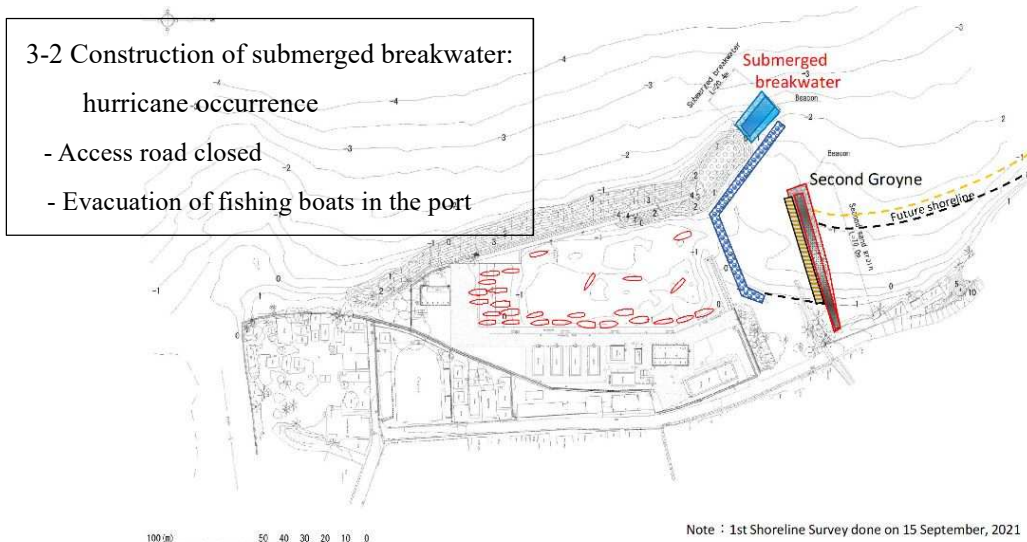 3-2 Construction of submerged breakwater:
hurricane occurrence
- Access road closed
- Evacuation of fishing boats in the port
Submerged
breakwater
Submerged breakwater
Beacon
Beacon
Second Groyne
Future shoreline
100 (m) 50 40 30 20 10 0
Note : 1st Shoreline Survey done on 15 September, 2021